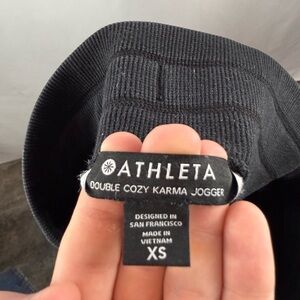 ATHLETA
DOUBLE COZY KARMA JOGGER
DESIGNED IN
SAN FRANCISCO
MADE IN
VIETNAM
XS